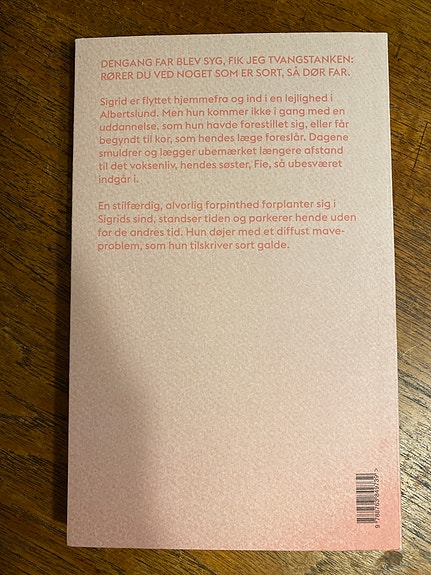 DENGANG FAR BLEV SYG, FIK JEG TVANGSTANKEN:
RØRER DU VED NOGET SOM ER SORT, SÅ DØR FAR.
Sigrid er flyttet hjemmefra og ind i en lejlighed i
Albertslund. Men hun kommer ikke i gang med en
uddannelse, som hun havde forestillet sig, eller får
begyndt til kor, som hendes læge foreslår. Dagene
smuldrer og lægger ubemærket længere afstand
til det voksenliv, hendes søster, Fie, så ubesværet
indgår i.
En stilfærdig, alvorlig forpinthed forplanter sig i
Sigrids sind, standser tiden og parkerer hende uden
for de andres tid. Hun døjer med et diffust mave-
problem, som hun tilskriver sort galde.